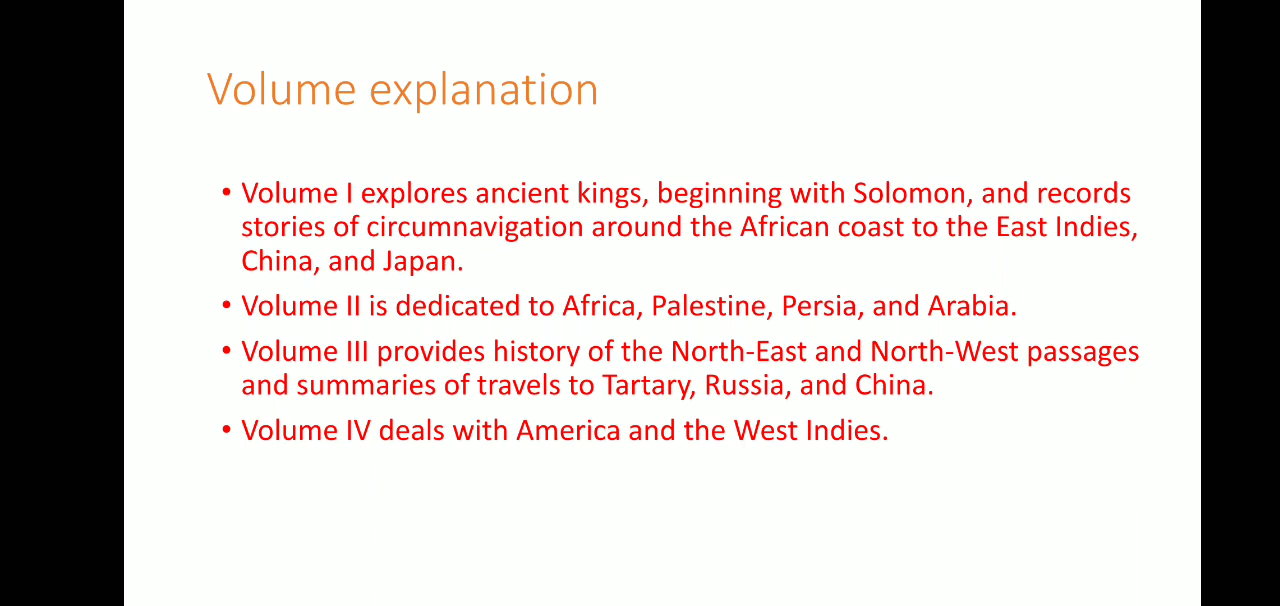 Volume explanation
• Volume I explores ancient kings, beginning with Solomon, and records
stories of circumnavigation around the African coast to the East Indies,
China, and Japan.
• Volume II is dedicated to Africa, Palestine, Persia, and Arabia.
• Volume III provides history of the North-East and North-West passages
and summaries of travels to Tartary, Russia, and China.
• Volume IV deals with America and the West Indies.